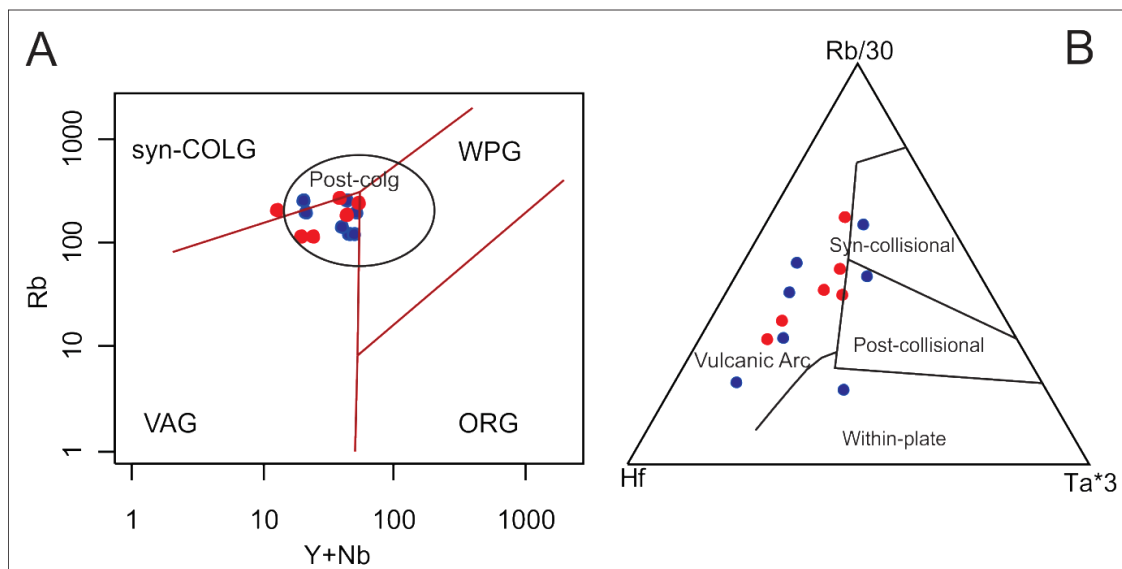 A
syn-COLG
WPG
Post-colg
VAG
ORG
1000
100
10
1
Rb
1
10
100
1000
Y+Nb
B
Rb/30
Syn-collisional
Post-collisional
Vulcanic Arc
Within-plate
Hf
Ta*3